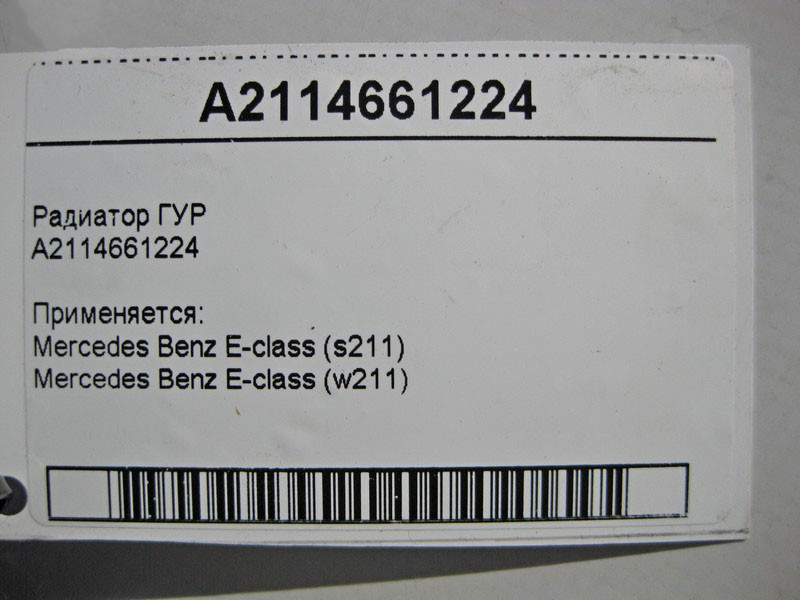 A2114661224
Радиатор ГУР
A2114661224
Применяется:
Mercedes Benz E-class (s211)
Mercedes Benz E-class (w211)